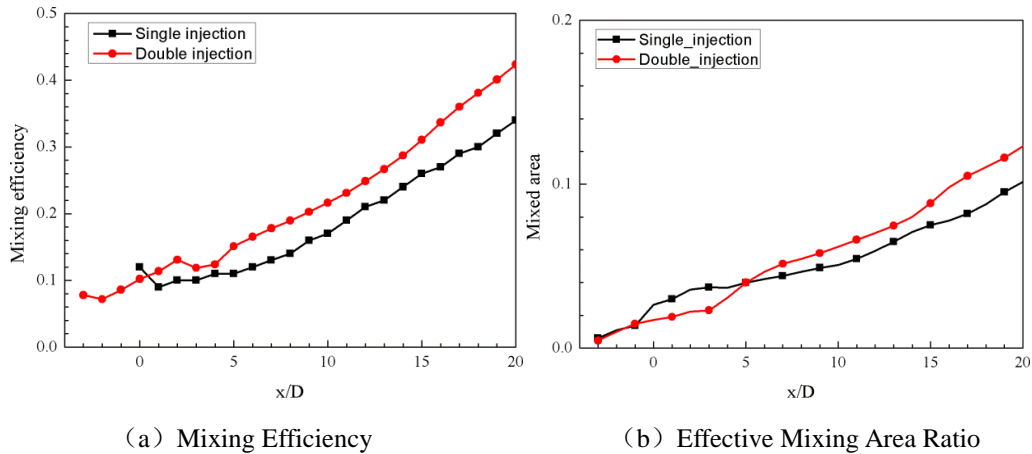 0.5
0.4
0.3
0.2
0.1
0.0
Mixing efficiency
Single injection
Double injection
0 5 10 15 20
x/D
(a) Mixing Efficiency
0.2
0.1
0.0
Mixed area
Single_injection
Double_injection
0 5 10 15 20
x/D
(b) Effective Mixing Area Ratio